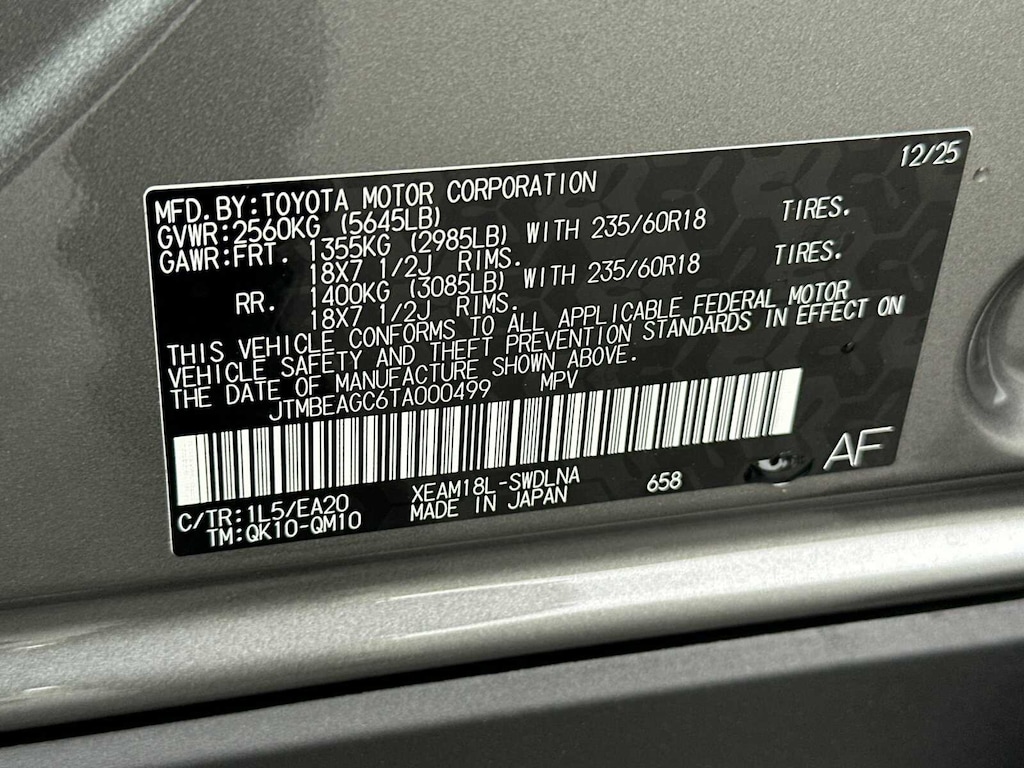 12/25
MFD.BY:TOYOTA MOTOR CORPORATION
GVWR:2560KG (5645LB)
GAWR:FRT. 1355KG (2985LB) WITH 235/60R18 TIRES.
18X7 1/2J RIMS.
RR. 1400KG (3085LB) WITH 235/60R18 TIRES.
18X7 1/2J RIMS.
THIS VEHICLE CONFORMS TO ALL APPLICABLE FEDERAL MOTOR
VEHICLE SAFETY AND THEFT PREVENTION STANDARDS IN EFFECT ON
THE DATE OF MANUFACTURE SHOWN ABOVE.
JTMBEAGC6TA000499 MPV
C/TR:1L5/EA20 XEAM18L-SWDLNA 658 AF
TM:QK10-QM10 MADE IN JAPAN